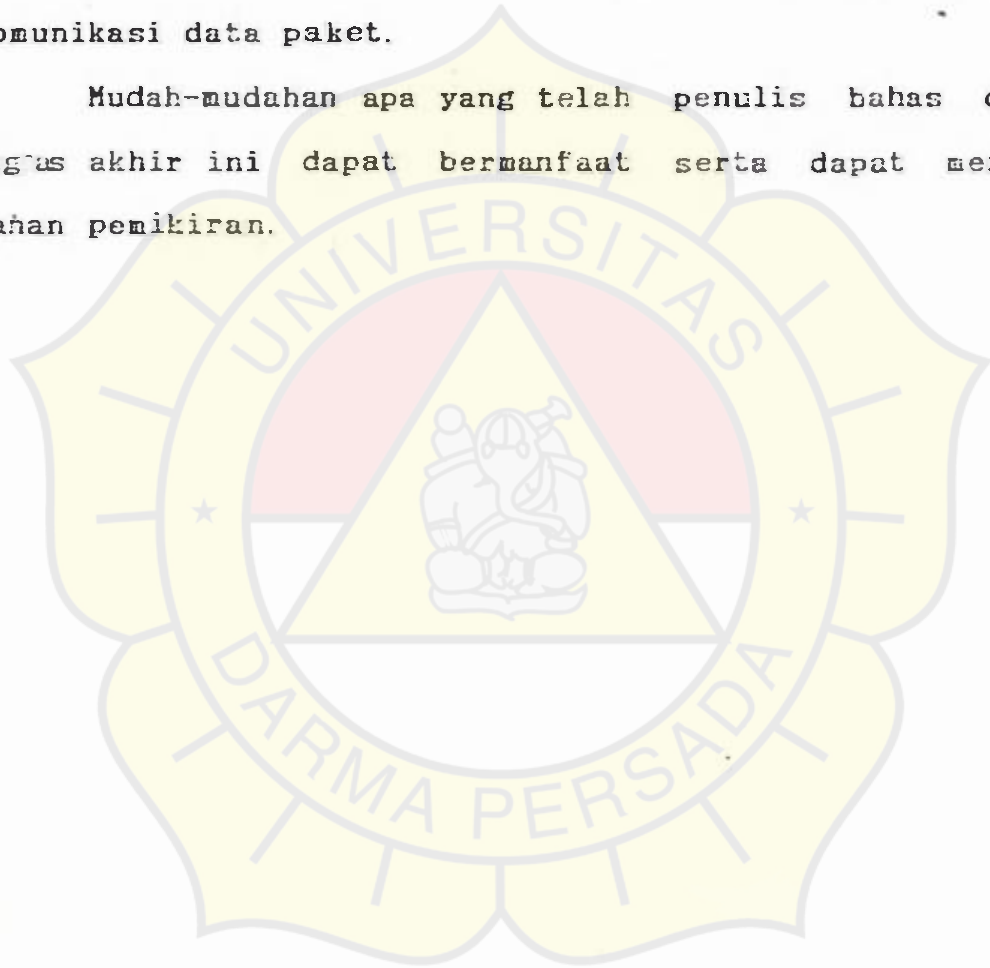 omunikasi data paket.
Mudah-mudahan apa yang telah penulis bahas
gas akhir ini dapat bermanfaat serta dapat me
ahan pemikiran.
UNIVERSITAS
DARMA PERSADA